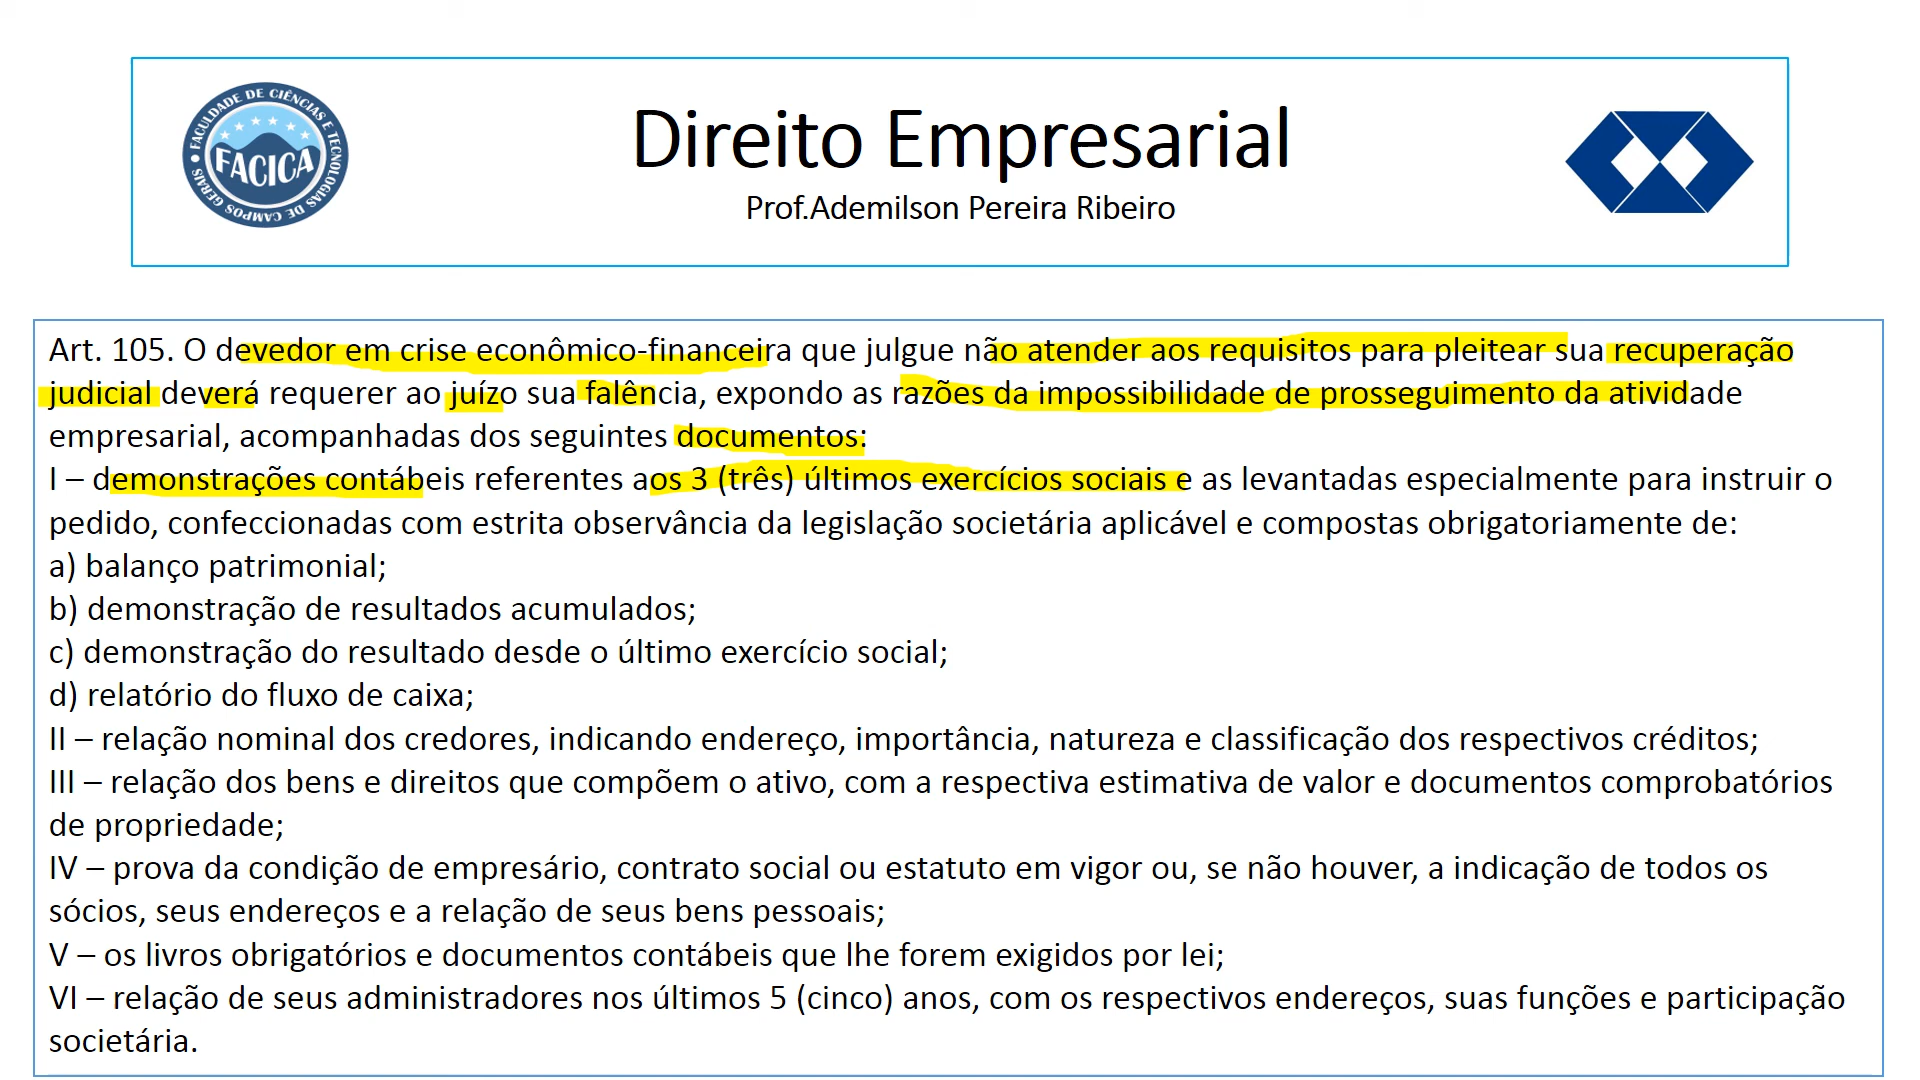 FACULDADE DE CIÊNCIAS E TECNOLOGIAS DE CAMPOS GERAIS
FACICA
Direito Empresarial
Prof.Ademilson Pereira Ribeiro
Art. 105. O devedor em crise econômico-financeira que julgue não atender aos requisitos para pleitear sua recuperação
judicial deverá requerer ao juízo sua falência, expondo as razões da impossibilidade de prosseguimento da atividade
empresarial, acompanhadas dos seguintes documentos:
I – demonstrações contábeis referentes aos 3 (três) últimos exercícios sociais e as levantadas especialmente para instruir o
pedido, confeccionadas com estrita observância da legislação societária aplicável e compostas obrigatoriamente de:
a) balanço patrimonial;
b) demonstração de resultados acumulados;
c) demonstração do resultado desde o último exercício social;
d) relatório do fluxo de caixa;
II – relação nominal dos credores, indicando endereço, importância, natureza e classificação dos respectivos créditos;
III – relação dos bens e direitos que compõem o ativo, com a respectiva estimativa de valor e documentos comprobatórios
de propriedade;
IV – prova da condição de empresário, contrato social ou estatuto em vigor ou, se não houver, a indicação de todos os
sócios, seus endereços e a relação de seus bens pessoais;
V – os livros obrigatórios e documentos contábeis que lhe forem exigidos por lei;
VI – relação de seus administradores nos últimos 5 (cinco) anos, com os respectivos endereços, suas funções e participação
societária.